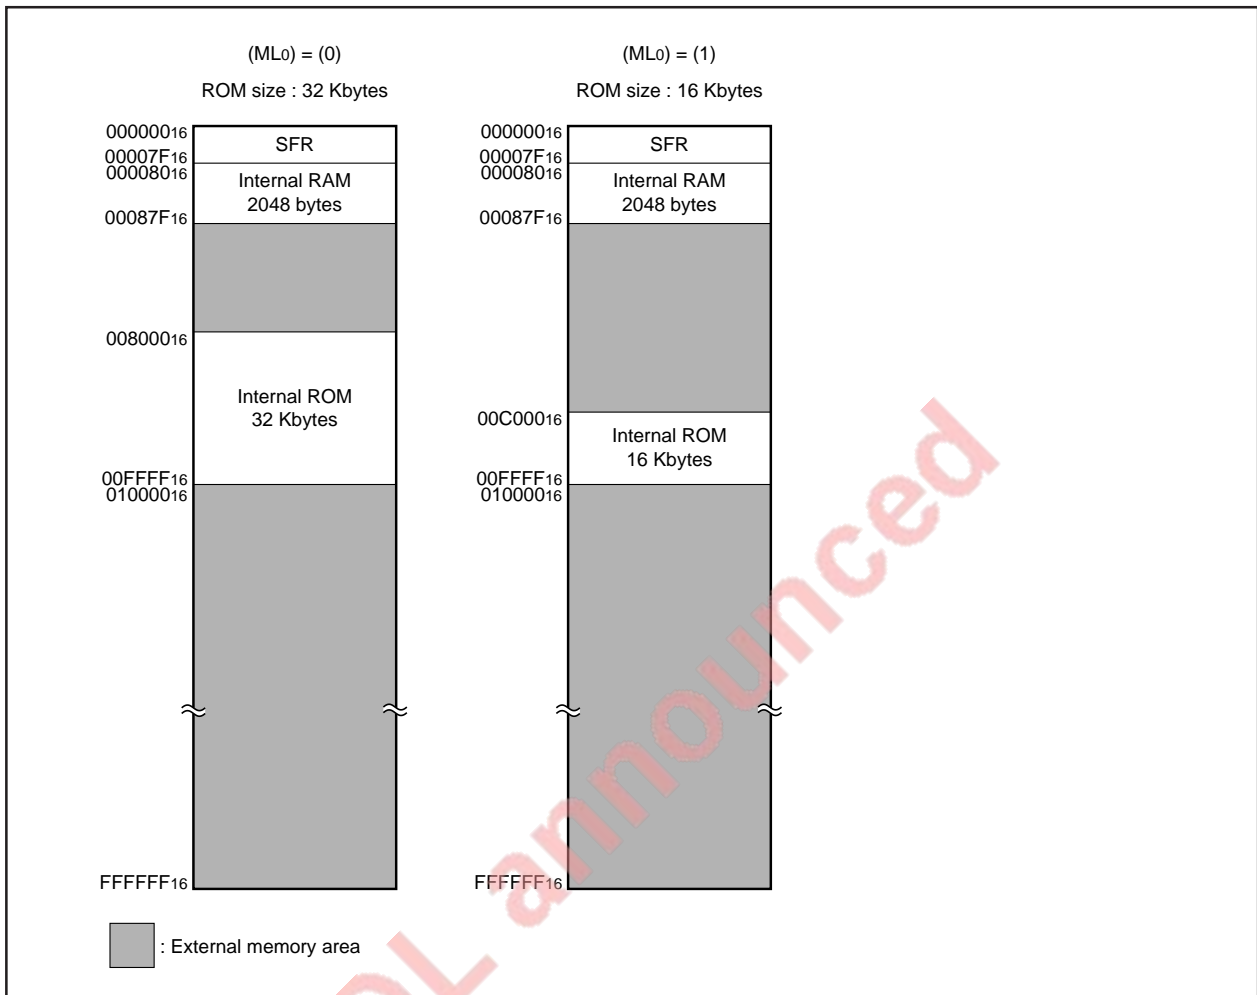 (ML0) = (0)
ROM size : 32 Kbytes
00000016
SFR
00007F16
00008016
Internal RAM
2048 bytes
00087F16
00800016
Internal ROM
32 Kbytes
00FFFF16
01000016
FFFFFF16
(ML0) = (1)
ROM size : 16 Kbytes
00000016
SFR
00007F16
00008016
Internal RAM
2048 bytes
00087F16
00C00016
Internal ROM
16 Kbytes
00FFFF16
01000016
FFFFFF16
: External memory area
OL announced